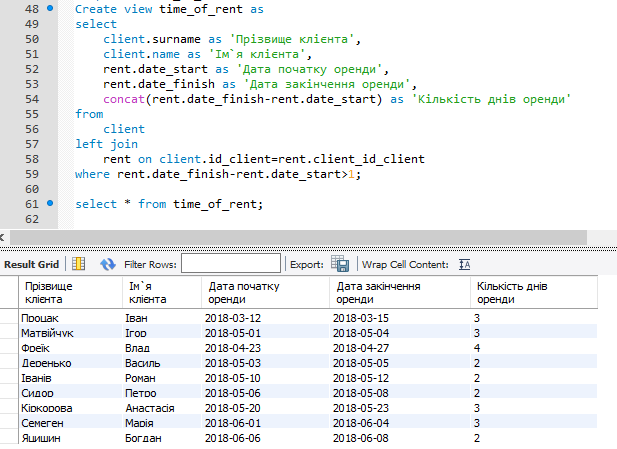 48 Create view time_of_rent as
49 select
50 client.surname as 'Прізвище клієнта',
51 client.name as 'Ім`я клієнта',
52 rent.date_start as 'Дата початку оренди',
53 rent.date_finish as 'Дата закінчення оренди',
54 concat(rent.date_finish-rent.date_start) as 'Кількість днів оренди'
55 from
56 client
57 left join
58 rent on client.id_client=rent.client_id_client
59 where rent.date_finish-rent.date_start>1;
60
61 select * from time_of_rent;
62
Result Grid Filter Rows: Export: Wrap Cell Content:
Прізвище клієнта Ім`я клієнта Дата початку оренди Дата закінчення оренди Кількість днів оренди
Процак Іван 2018-03-12 2018-03-15 3
Матвійчук Ігор 2018-05-01 2018-05-04 3
Фреїк Влад 2018-04-23 2018-04-27 4
Деренько Василь 2018-05-03 2018-05-05 2
Іванів Роман 2018-05-10 2018-05-12 2
Сидор Петро 2018-05-06 2018-05-08 2
Кіркорова Анастасія 2018-05-20 2018-05-23 3
Семеген Марія 2018-06-01 2018-06-04 3
Яцишин Богдан 2018-06-06 2018-06-08 2